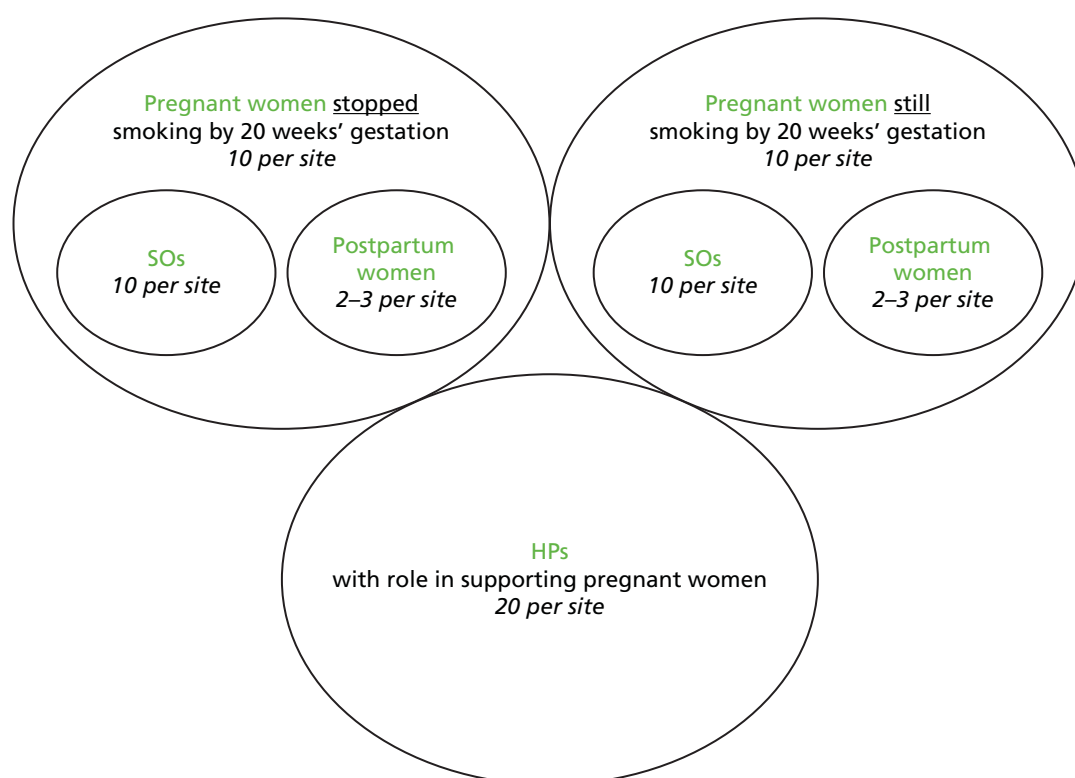 Pregnant women stopped
smoking by 20 weeks’ gestation
10 per site
SOs
10 per site
Postpartum
women
2–3 per site
Pregnant women still
smoking by 20 weeks’ gestation
10 per site
SOs
10 per site
Postpartum
women
2–3 per site
HPs
with role in supporting pregnant women
20 per site